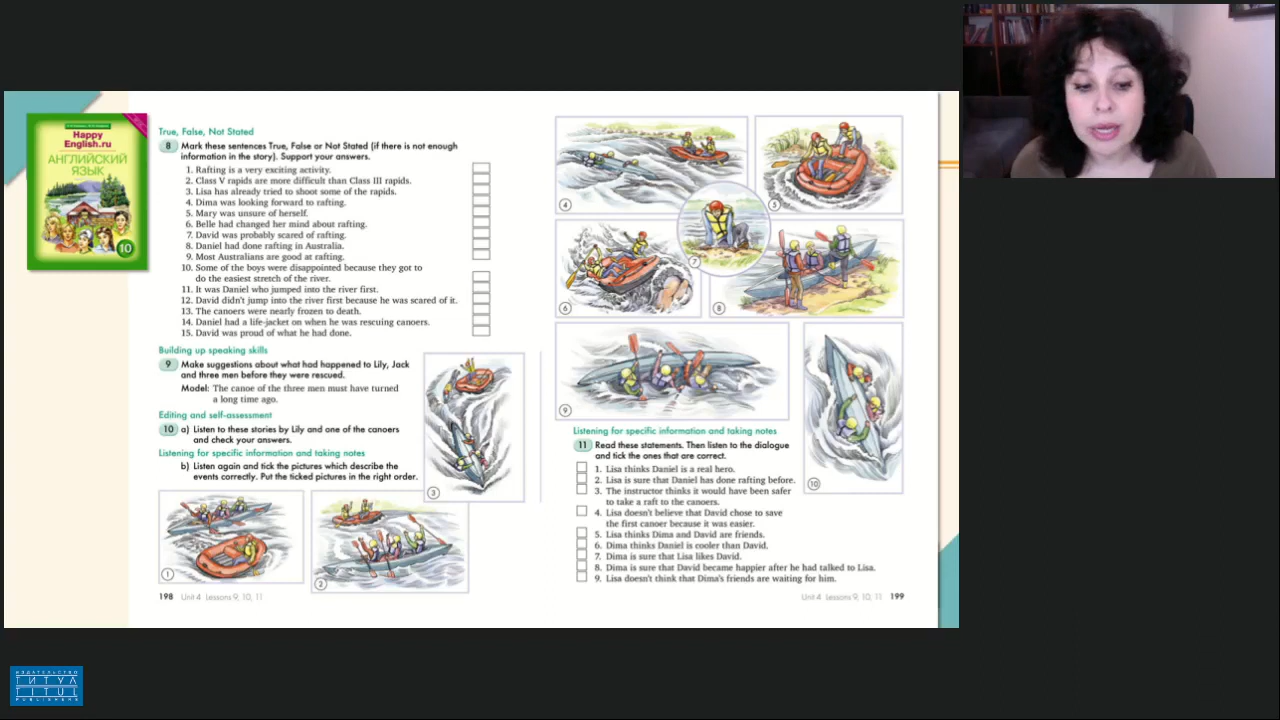 Happy
English.ru
АНГЛИЙСКИЙ
ЯЗЫК
10
True, False, Not Stated
8 Mark these sentences True, False or Not Stated (if there is not enough
information in the story). Support your answers.
1. Rafting is a very exciting activity.
2. Class V rapids are more difficult than Class III rapids.
3. Lisa has already tried to shoot some of the rapids.
4. Dima was looking forward to rafting.
5. Mary was unsure of herself.
6. Belle had changed her mind about rafting.
7. David was probably scared of rafting.
8. Daniel had done rafting in Australia.
9. Most Australians are good at rafting.
10. Some of the boys were disappointed because they got to
do the easiest stretch of the river.
11. It was Daniel who jumped into the river first.
12. David didn't jump into the river first because he was scared of it.
13. The canoers were nearly frozen to death.
14. Daniel had a life-jacket on when he was rescuing canoers.
15. David was proud of what he had done.
Building up speaking skills
9 Make suggestions about what had happened to Lily, Jack
and three men before they were rescued.
Model: The canoe of the three men must have turned
a long time ago.
Editing and self-assessment
10 a) Listen to these stories by Lily and one of the canoers
and check your answers.
Listening for specific information and taking notes
b) Listen again and tick the pictures which describe the
events correctly. Put the ticked pictures in the right order.
3
1
2
198 Unit 4 Lessons 9, 10, 11
4
5
6
7
8
9
10
Listening for specific information and taking notes
11 Read these statements. Then listen to the dialogue
and tick the ones that are correct.
1. Lisa thinks Daniel is a real hero.
2. Lisa is sure that Daniel has done rafting before.
3. The instructor thinks it would have been safer
to take a raft to the canoers.
4. Lisa doesn't believe that David chose to save
the first canoer because it was easier.
5. Lisa thinks Dima and David are friends.
6. Dima thinks Daniel is cooler than David.
7. Dima is sure that Lisa likes David.
8. Dima is sure that David became happier after he had talked to Lisa.
9. Lisa doesn't think that Dima's friends are waiting for him.
Unit 4 Lessons 9, 10, 11 199
ИЗДАТЕЛЬСТВО
ТИТУЛ
TITUL
PUBLISHERS